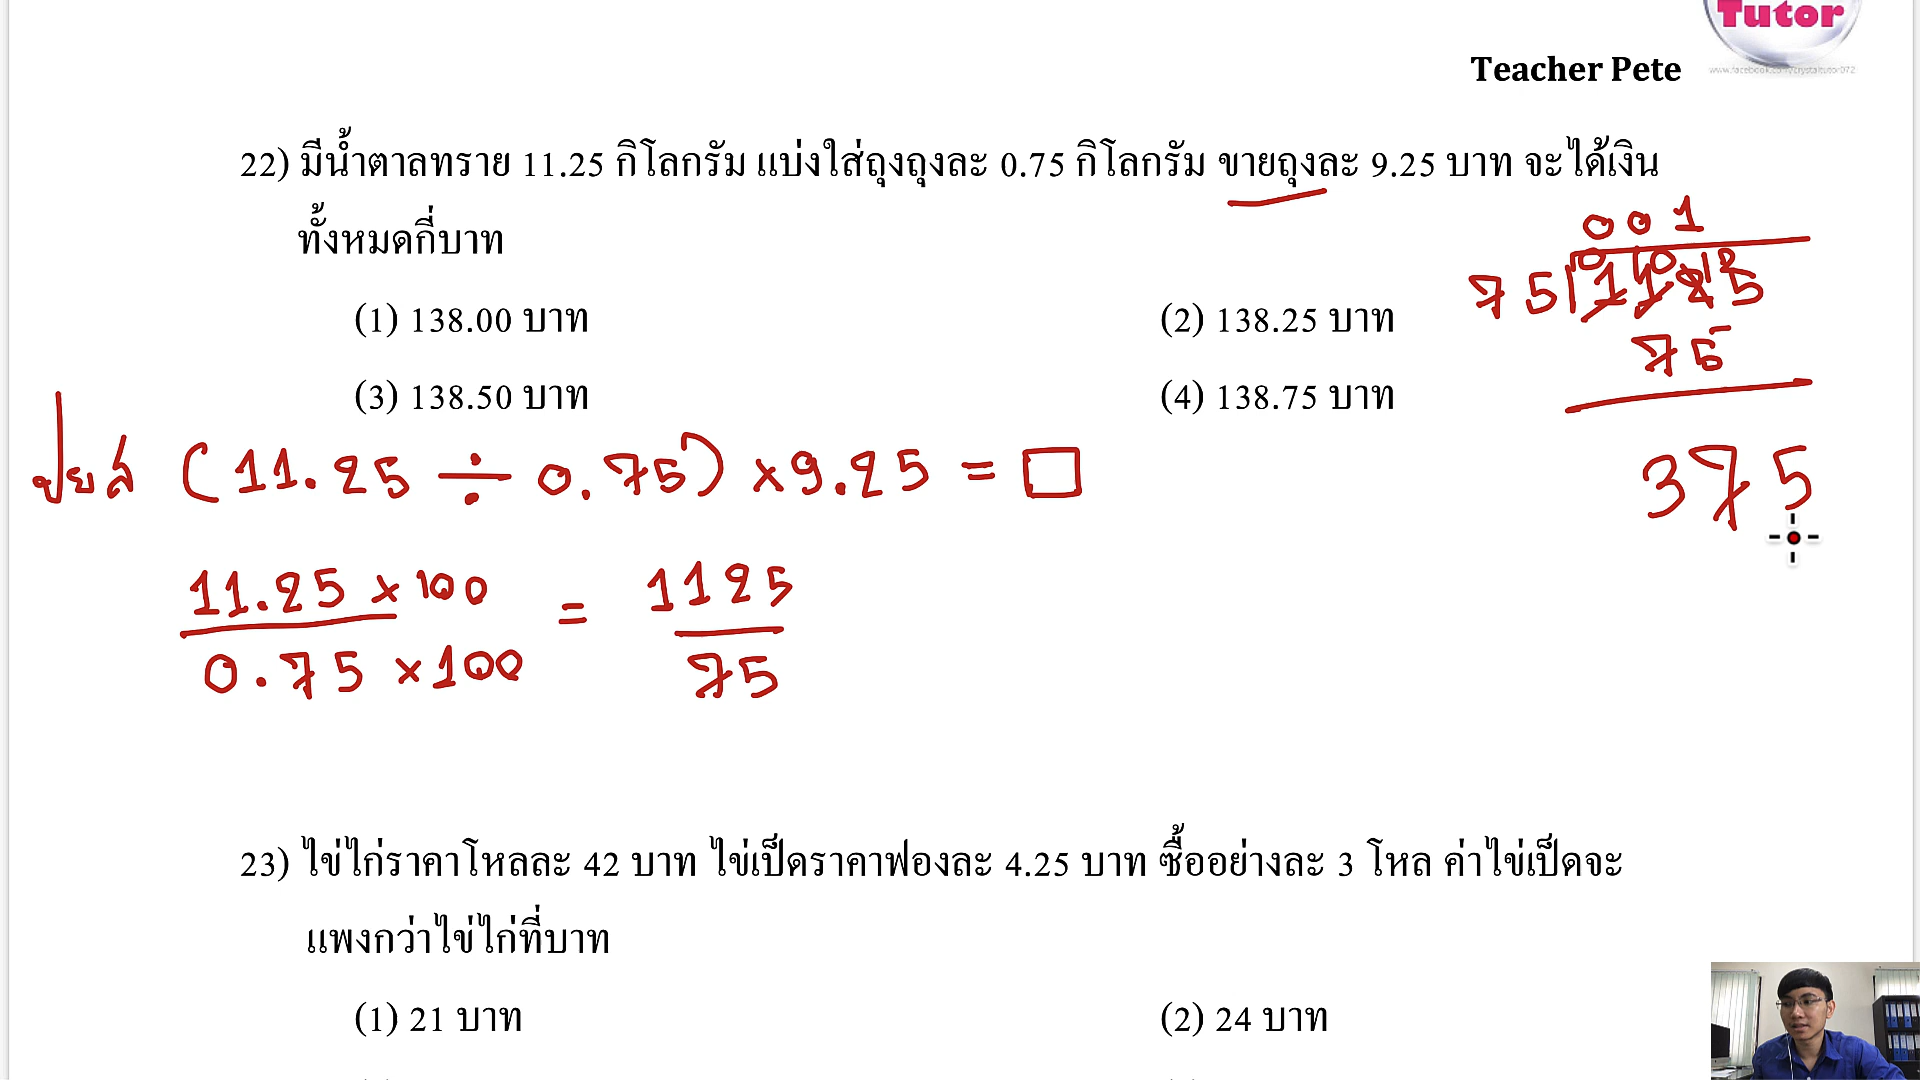 Tutor
www.facebook.com/crystaltutor072
Teacher Pete
22) มีน้ำตาลทราย 11.25 กิโลกรัม แบ่งใส่ถุงถุงละ 0.75 กิโลกรัม ขายถุงละ 9.25 บาท จะได้เงิน
ทั้งหมดกี่บาท
(1) 138.00 บาท
(2) 138.25 บาท
(3) 138.50 บาท
(4) 138.75 บาท
001
75 1125
75
375
ปยส (11.25 ÷ 0.75) × 9.25 = □
11.25 × 100
0.75 × 100
=
1125
75
23) ไข่ไก่ราคาโหลละ 42 บาท ไข่เป็ดราคาฟองละ 4.25 บาท ซื้ออย่างละ 3 โหล ค่าไข่เป็ดจะ
แพงกว่าไข่ไก่ที่บาท
(1) 21 บาท
(2) 24 บาท